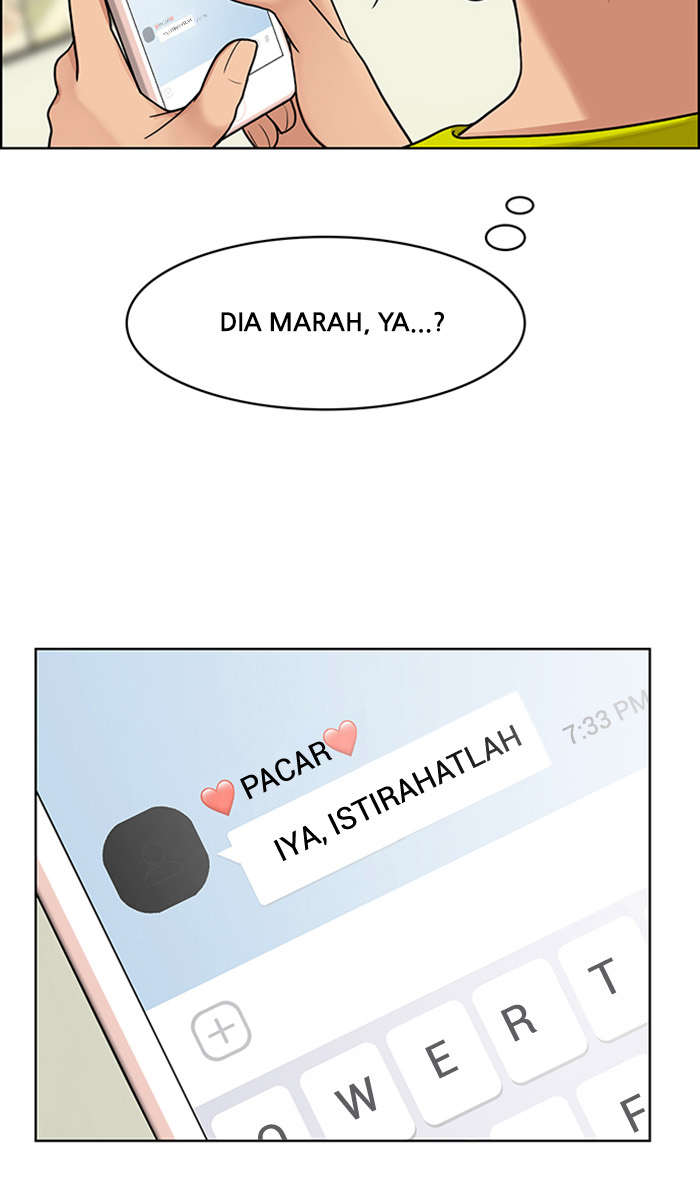 DIA MARAH, YA...?
❤️ PACAR ❤️
IYA, ISTIRAHATLAH
7:33 PM
Q W E R T
F